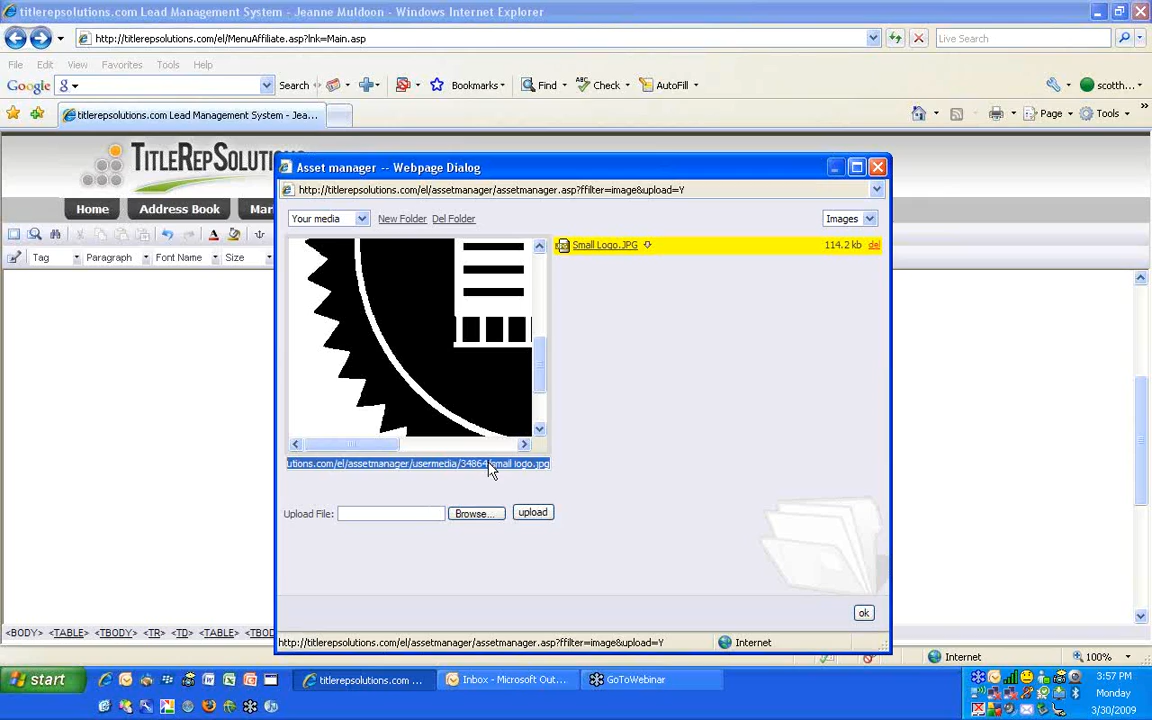 titlerepsolutions.com Lead Management System - Jeanne Muldoon - Windows Internet Explorer
http://titlerepsolutions.com/el/MenuAffiliate.asp?lnk=Main.asp
Live Search
File Edit View Favorites Tools Help
Google g Search Bookmarks Find Check AutoFill scotth...
titlerepsolutions.com Lead Management System - Jea... Page Tools
TITLEREPSOLUTIONS
Home Address Book Mar
Tag Paragraph Font Name Size
Asset manager -- Webpage Dialog
http://titlerepsolutions.com/el/assetmanager/assetmanager.asp?ffilter=image&upload=Y
Your media New Folder Del Folder Images
Small Logo.JPG 114.2 kb del
utions.com/el/assetmanager/usermedia/34864/small logo.jpg
Upload File: Browse... upload
ok
http://titlerepsolutions.com/el/assetmanager/assetmanager.asp?ffilter=image&upload=Y Internet
<BODY> <TABLE> <TBODY> <TR> <TD> <TABLE> <TBO
Internet 100%
start titlerepsolutions.com ... Inbox - Microsoft Out... GoToWebinar 3:57 PM
Monday
3/30/2009